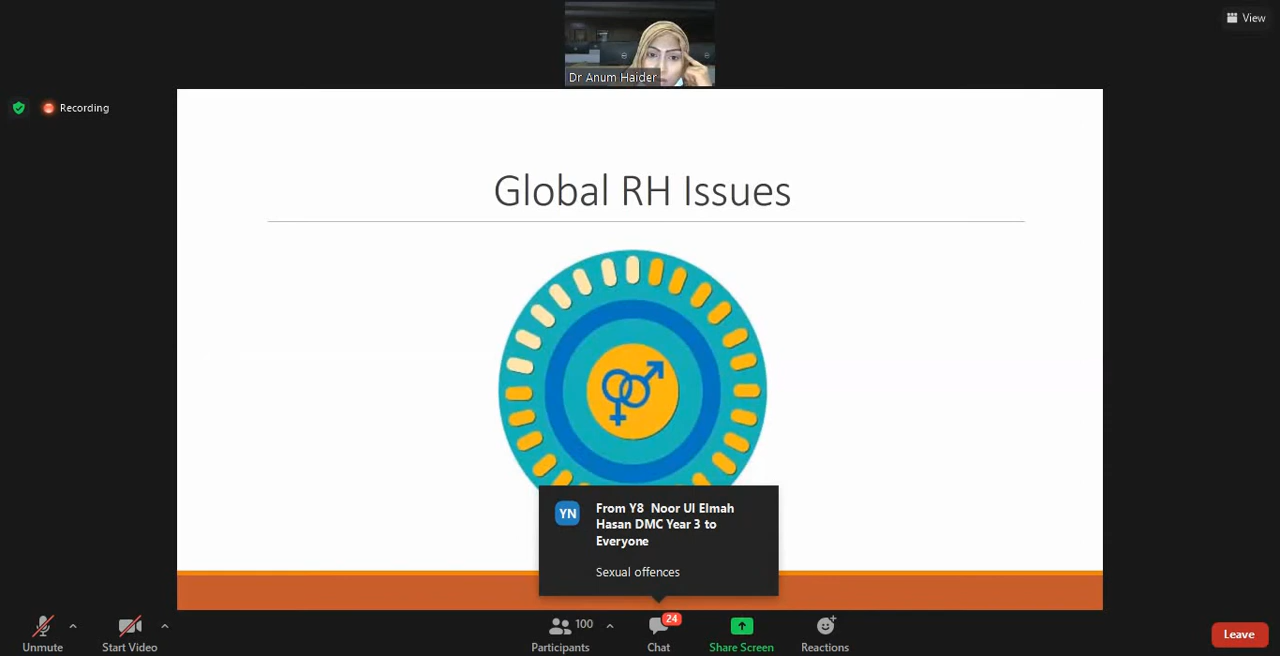 View
Dr Anum Haider
Recording
Global RH Issues
YN
From Y8 Noor Ul Elmah
Hasan DMC Year 3 to
Everyone
Sexual offences
100
24
Unmute
Start Video
Participants
Chat
Share Screen
Reactions
Leave